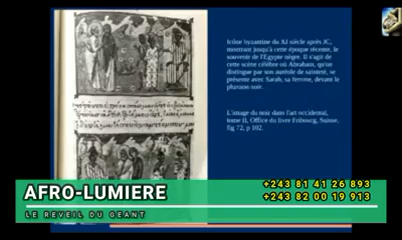 Icône byzantine du XI siècle après JC,
montrant jusqu'à cette époque récente, le
souvenir de l'Egypte nègre. Il s'agit de
cette scène célèbre où Abraham, qu'on
distingue par son auréole de sainteté, se
présente avec Sarah, sa femme, devant le
pharaon noir.
L'image du noir dans l'art occidental,
tome II, Office du livre Fribourg, Suisse,
fig 72, p 102.
AFRO-LUMIERE
+243 81 41 26 893
+243 82 00 19 913
LE REVEIL DU GEANT